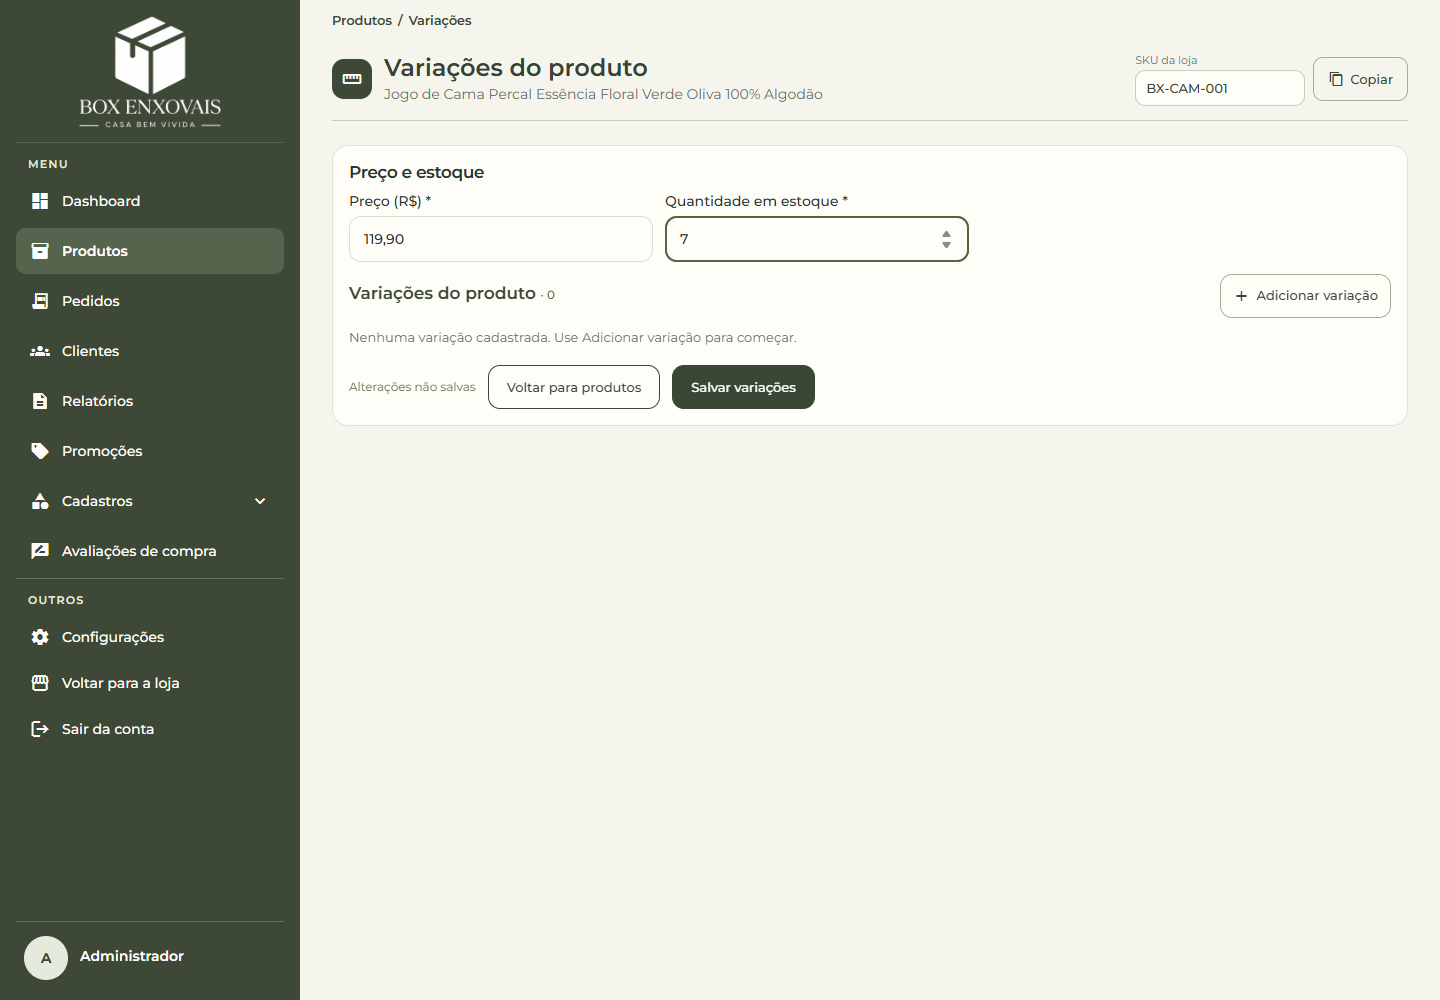 BOX ENXOVAIS
CASA BEM VIVIDA
MENU
Dashboard
Produtos
Pedidos
Clientes
Relatórios
Promoções
Cadastros
Avaliações de compra
OUTROS
Configurações
Voltar para a loja
Sair da conta
A
Administrador
Produtos / Variações
Variações do produto
Jogo de Cama Percal Essência Floral Verde Oliva 100% Algodão
SKU da loja
BX-CAM-001
Copiar
Preço e estoque
Preço (R$) *
119,90
Quantidade em estoque *
7
Variações do produto · 0
+ Adicionar variação
Nenhuma variação cadastrada. Use Adicionar variação para começar.
Alterações não salvas
Voltar para produtos
Salvar variações